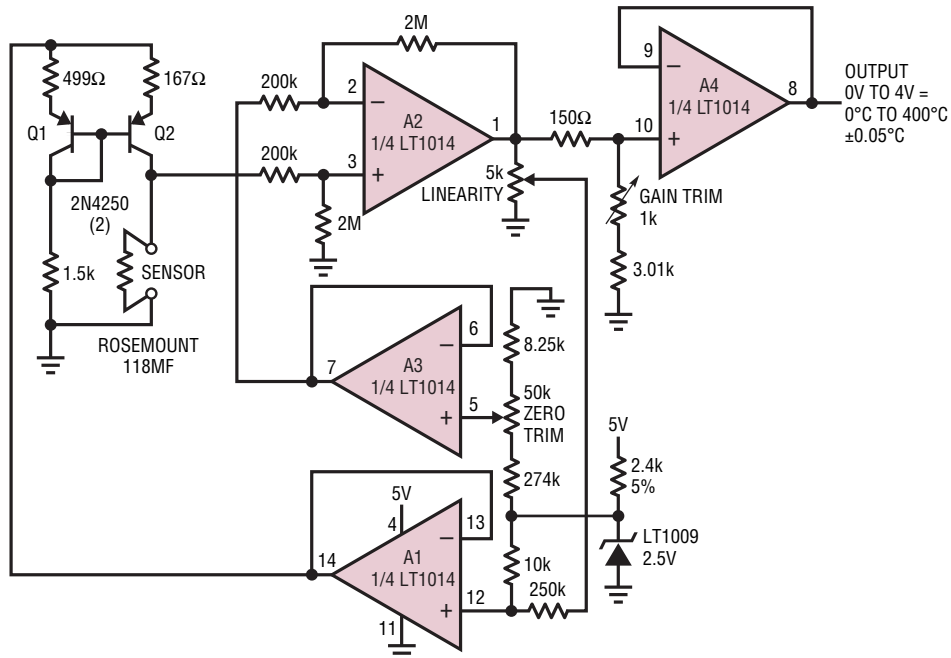 499Ω
167Ω
Q1
Q2
2N4250
(2)
1.5k
SENSOR
ROSEMOUNT
118MF
200k
200k
2M
2
3
−
+
A2
1/4 LT1014
1
2M
5k
LINEARITY
150Ω
9
10
−
+
A4
1/4 LT1014
8
GAIN TRIM
1k
3.01k
OUTPUT
0V TO 4V =
0°C TO 400°C
±0.05°C
7
A3
1/4 LT1014
−
+
6
5
8.25k
50k
ZERO
TRIM
274k
5V
2.4k
5%
LT1009
2.5V
10k
250k
14
5V
4
A1
1/4 LT1014
−
+
13
12
11